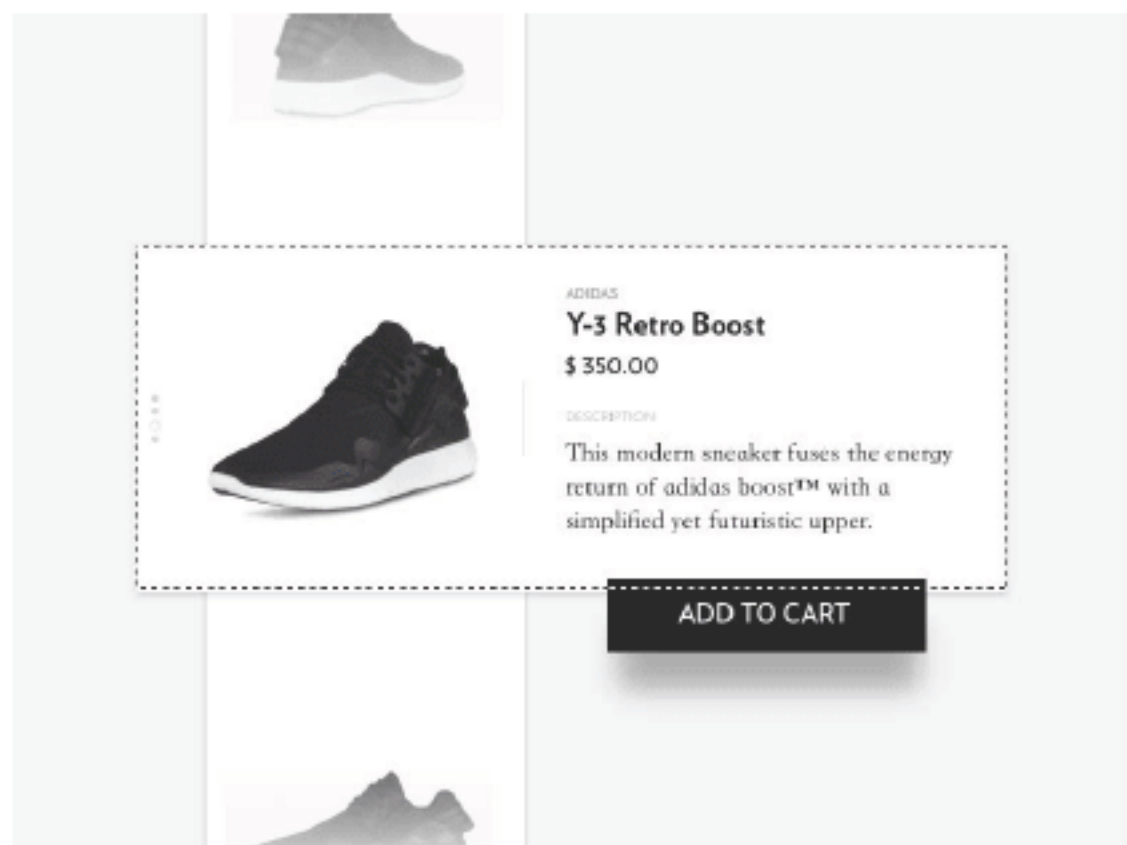 ADIDAS
Y-3 Retro Boost
$ 350.00
DESCRIPTION
This modern sneaker fuses the energy
return of adidas boost™ with a
simplified yet futuristic upper.
ADD TO CART